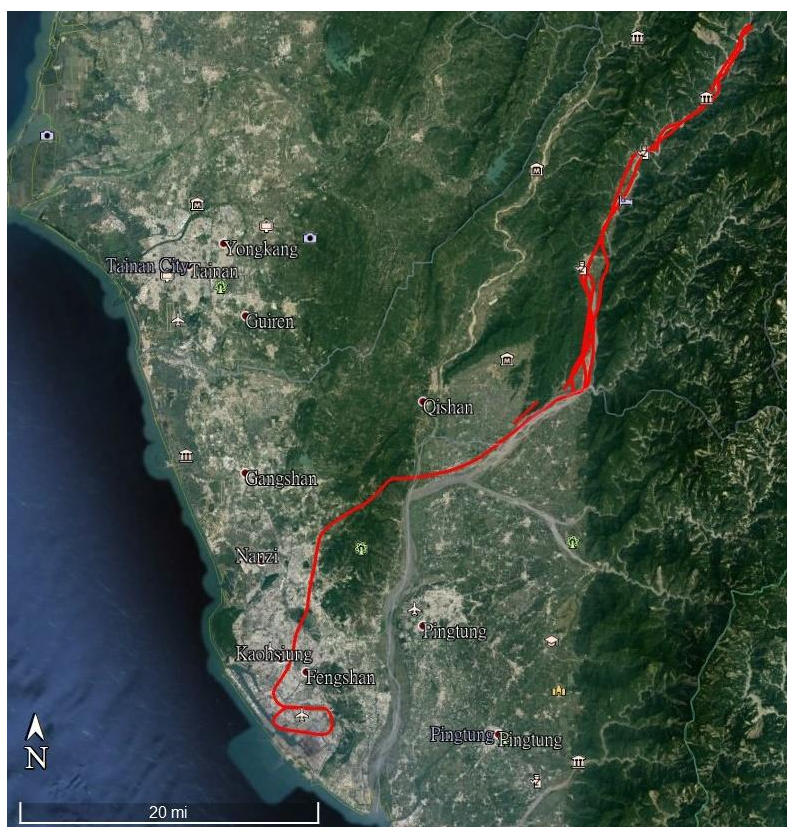 Yongkang
Tainan City
Tainan
Guiren
Qishan
Gangshan
Nanzi
Pingtung
Kaohsiung
Fengshan
Pingtung
Pingtung
N
20 mi